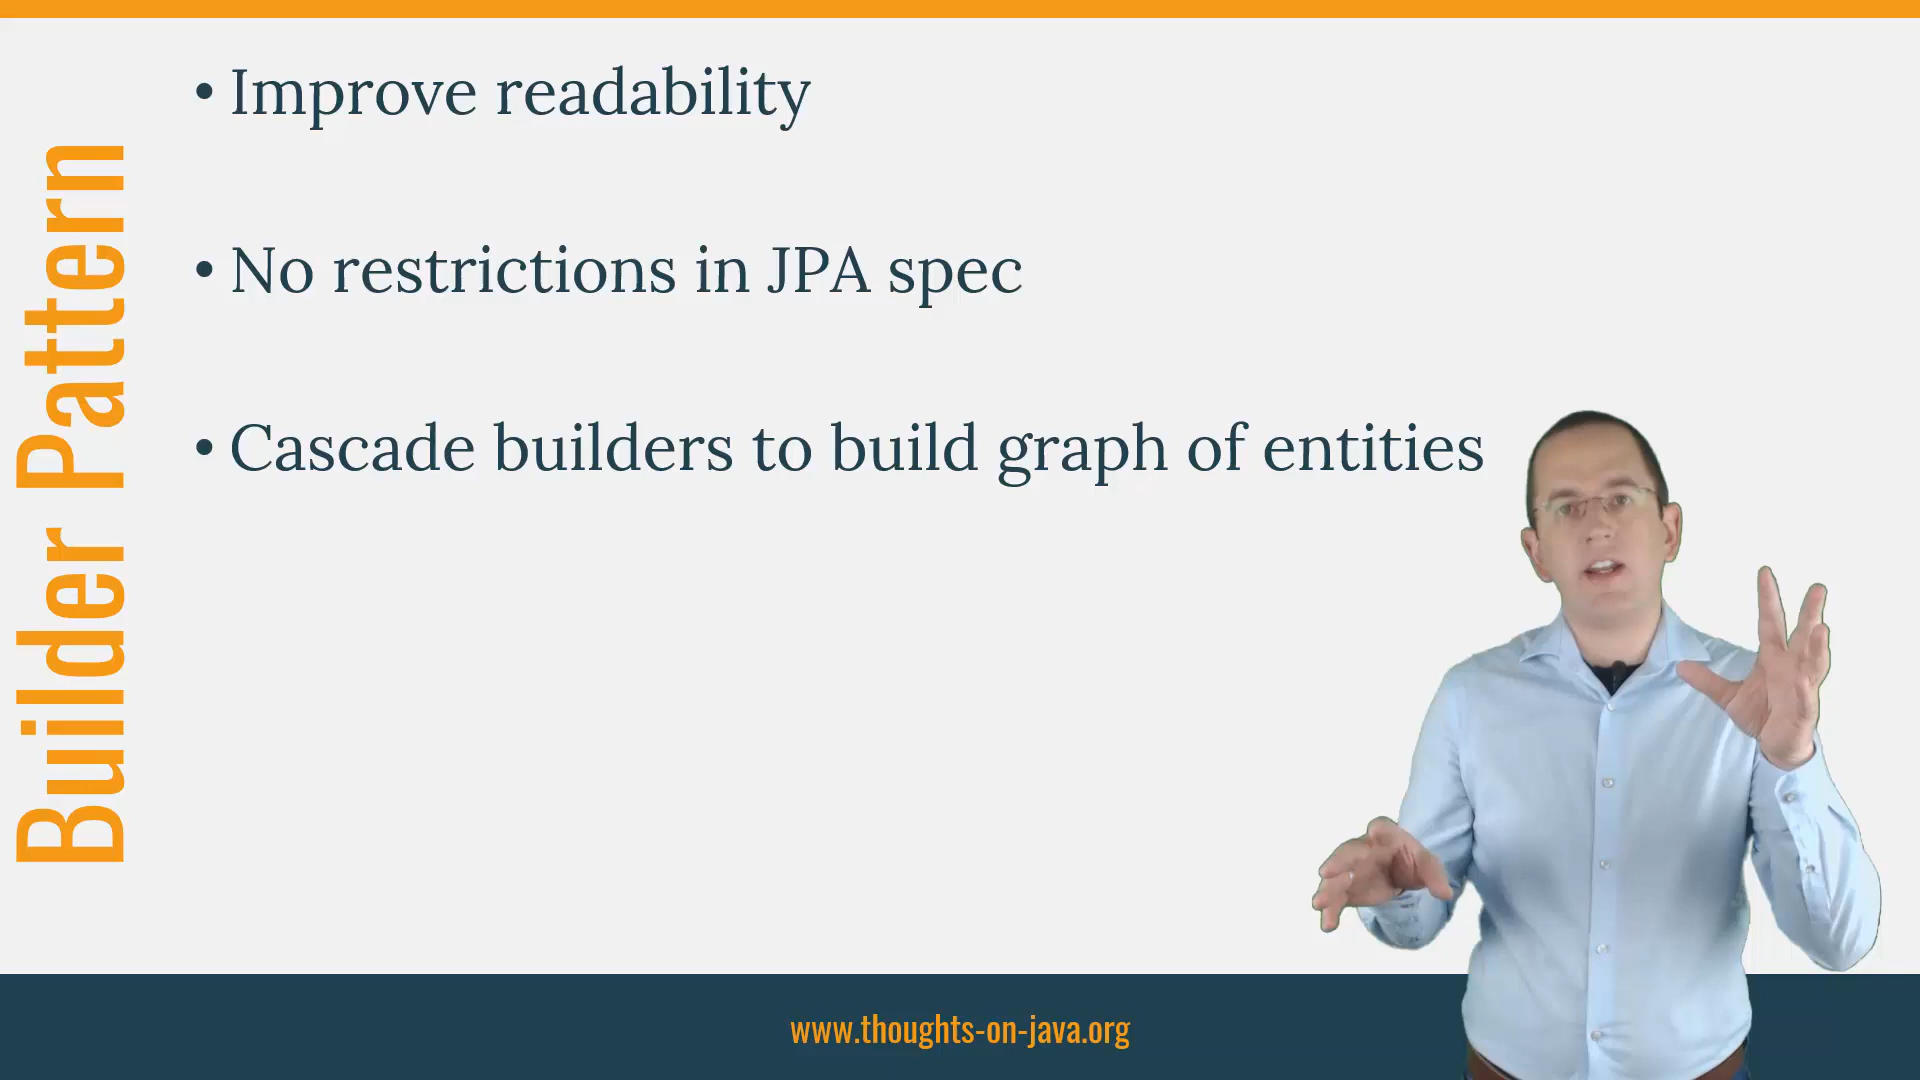 Builder Pattern
• Improve readability
• No restrictions in JPA spec
• Cascade builders to build graph of entities
www.thoughts-on-java.org